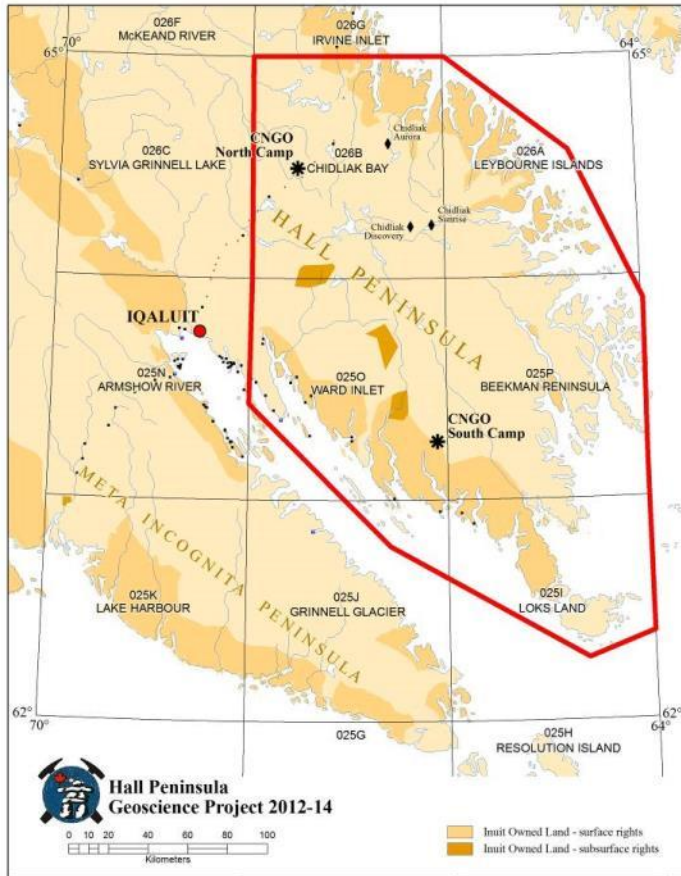 026F
McKEAND RIVER
026G
IRVINE INLET
70°
65°
64°
65°
CNGO
North Camp
026B
CHIDLIAK BAY
Chidliak
Aurora
026C
SYLVIA GRINNELL LAKE
026A
LEYBOURNE ISLANDS
Chidliak
Discovery
Chidliak
Sunrise
HALL PENINSULA
IQALUIT
025N
ARMSHOW RIVER
025O
WARD INLET
025P
BEEKMAN PENINSULA
CNGO
South Camp
META INCOGNITA PENINSULA
025K
LAKE HARBOUR
025J
GRINNELL GLACIER
025I
LOKS LAND
62°
70°
62°
64°
025G
025H
RESOLUTION ISLAND
Hall Peninsula
Geoscience Project 2012-14
0 5 10 20 40 60 80 100
Kilometers
Inuit Owned Land - surface rights
Inuit Owned Land - subsurface rights